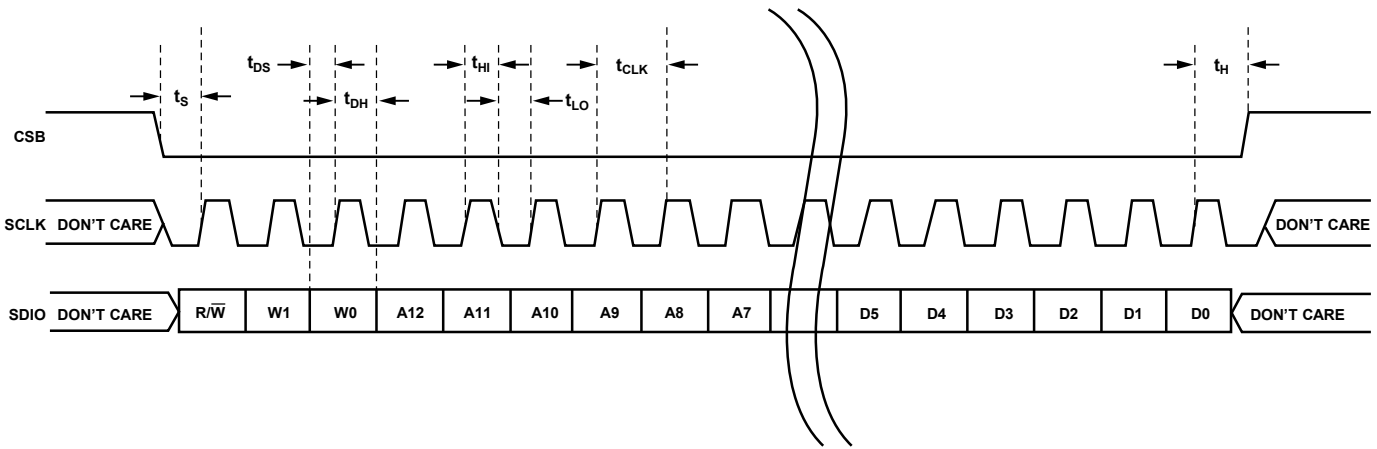 tDS
tHI
tCLK
tH
tS
tDH
tLO
CSB
SCLK DON'T CARE
DON'T CARE
SDIO DON'T CARE
R/W̅ W1 W0 A12 A11 A10 A9 A8 A7 D5 D4 D3 D2 D1 D0
DON'T CARE